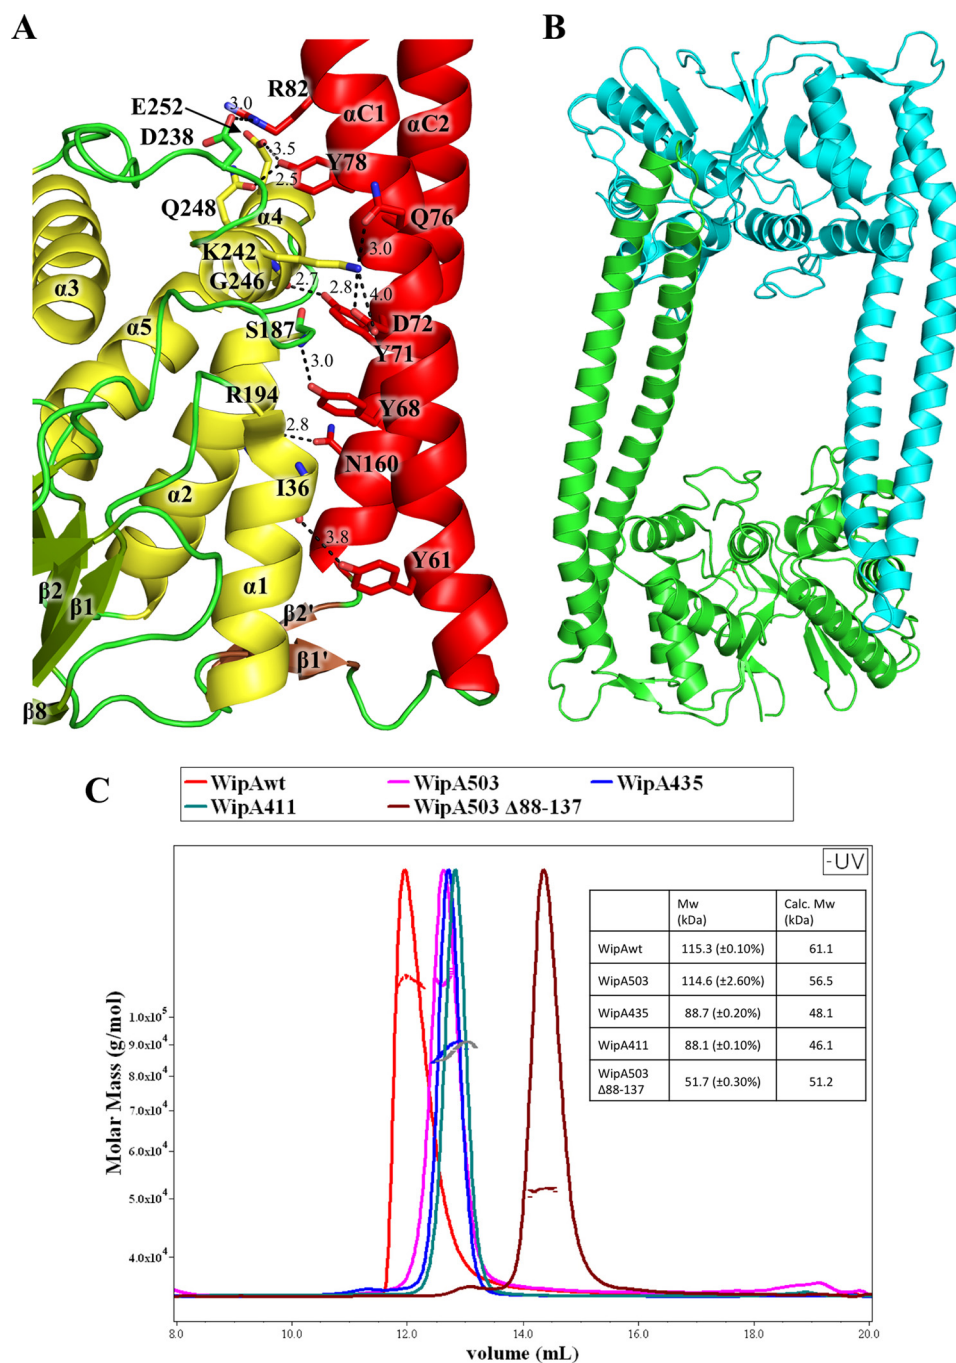 A
B
R82
3.0
αC1
E252
αC2
D238
3.5
Y78
2.5
Q248
α4
Q76
K242
3.0
G246
2.7
2.8
4.0
α3
α5
S187
D72
Y71
3.0
R194
Y68
2.8
N160
I36
α2
3.8
Y61
α1
β2
β1
β2'
β1'
β8
C
WipAwt WipA503 WipA435
WipA411 WipA503 Δ88-137
-UV
Mw (kDa) Calc. Mw (kDa)
WipAwt 115.3 (±0.10%) 61.1
WipA503 114.6 (±2.60%) 56.5
WipA435 88.7 (±0.20%) 48.1
WipA411 88.1 (±0.10%) 46.1
WipA503 Δ88-137 51.7 (±0.30%) 51.2
Molar Mass (g/mol)
1.0x10⁵
9.0x10⁴
8.0x10⁴
7.0x10⁴
6.0x10⁴
5.0x10⁴
4.0x10⁴
8.0 10.0 12.0 14.0 16.0 18.0 20.0
volume (mL)